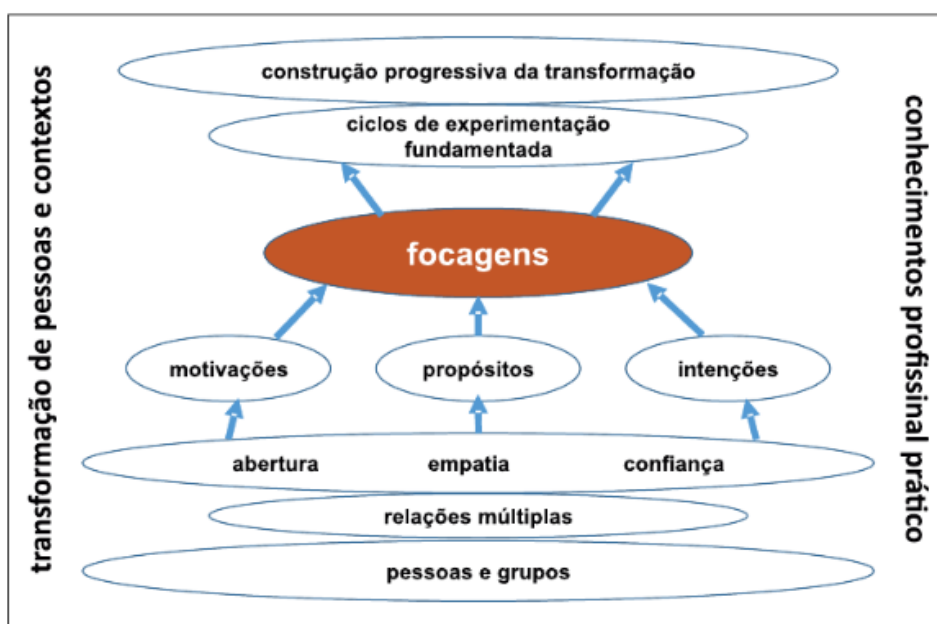 transformação de pessoas e contextos
construção progressiva da transformação
ciclos de experimentação
fundamentada
focagens
motivações
propósitos
intenções
abertura
empatia
confiança
relações múltiplas
pessoas e grupos
conhecimentos profissinal prático